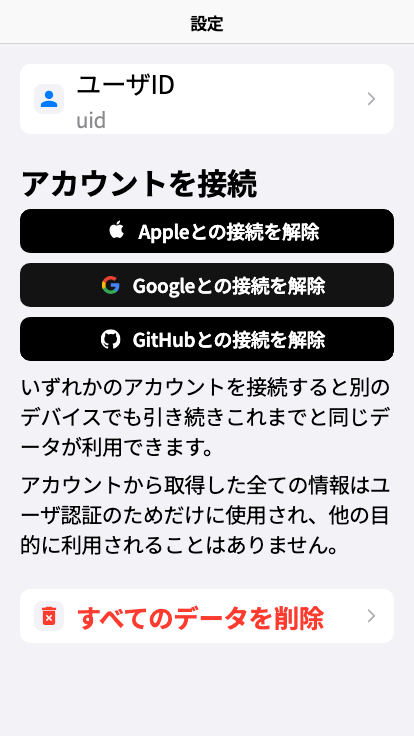 設定
ユーザID
uid
アカウントを接続
Appleとの接続を解除
Googleとの接続を解除
GitHubとの接続を解除
いずれかのアカウントを接続すると別の
デバイスでも引き続きこれまでと同じデ
ータが利用できます。
アカウントから取得した全ての情報はユ
ーザ認証のためだけに使用され、他の目
的に利用されることはありません。
すべてのデータを削除